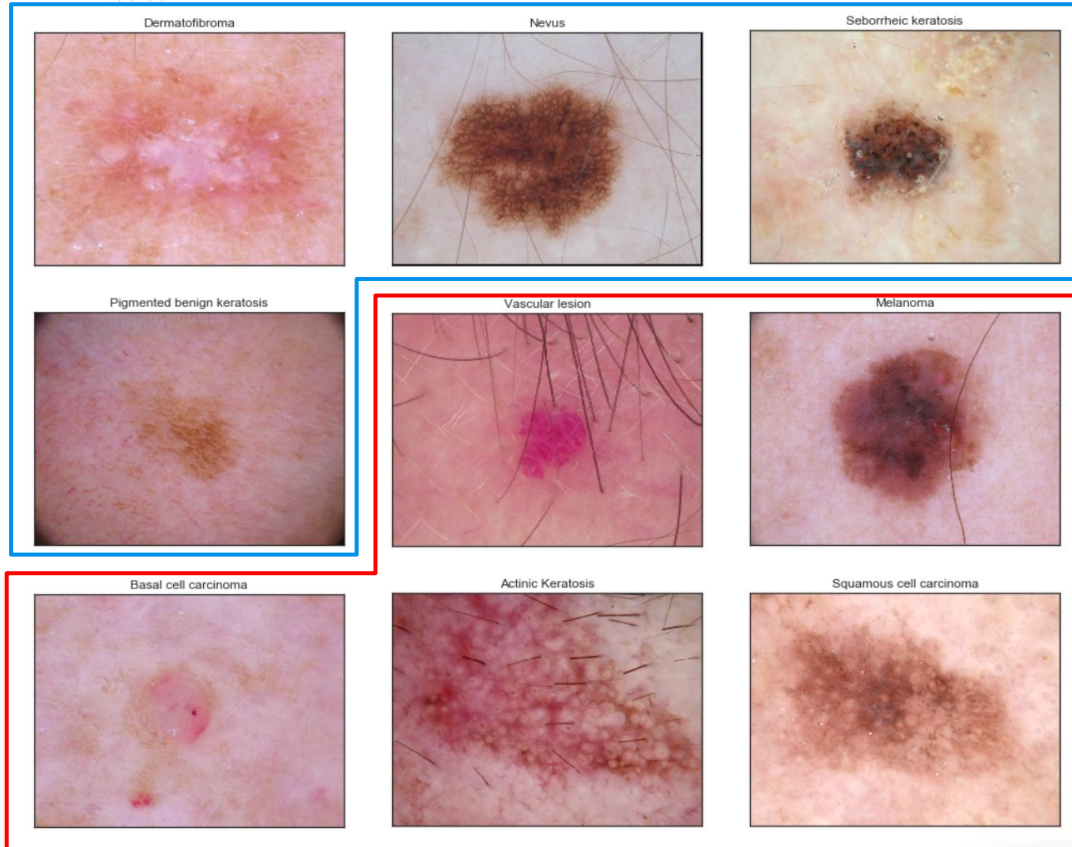 Dermatofibroma
Nevus
Seborrheic keratosis
Pigmented benign keratosis
Vascular lesion
Melanoma
Basal cell carcinoma
Actinic Keratosis
Squamous cell carcinoma